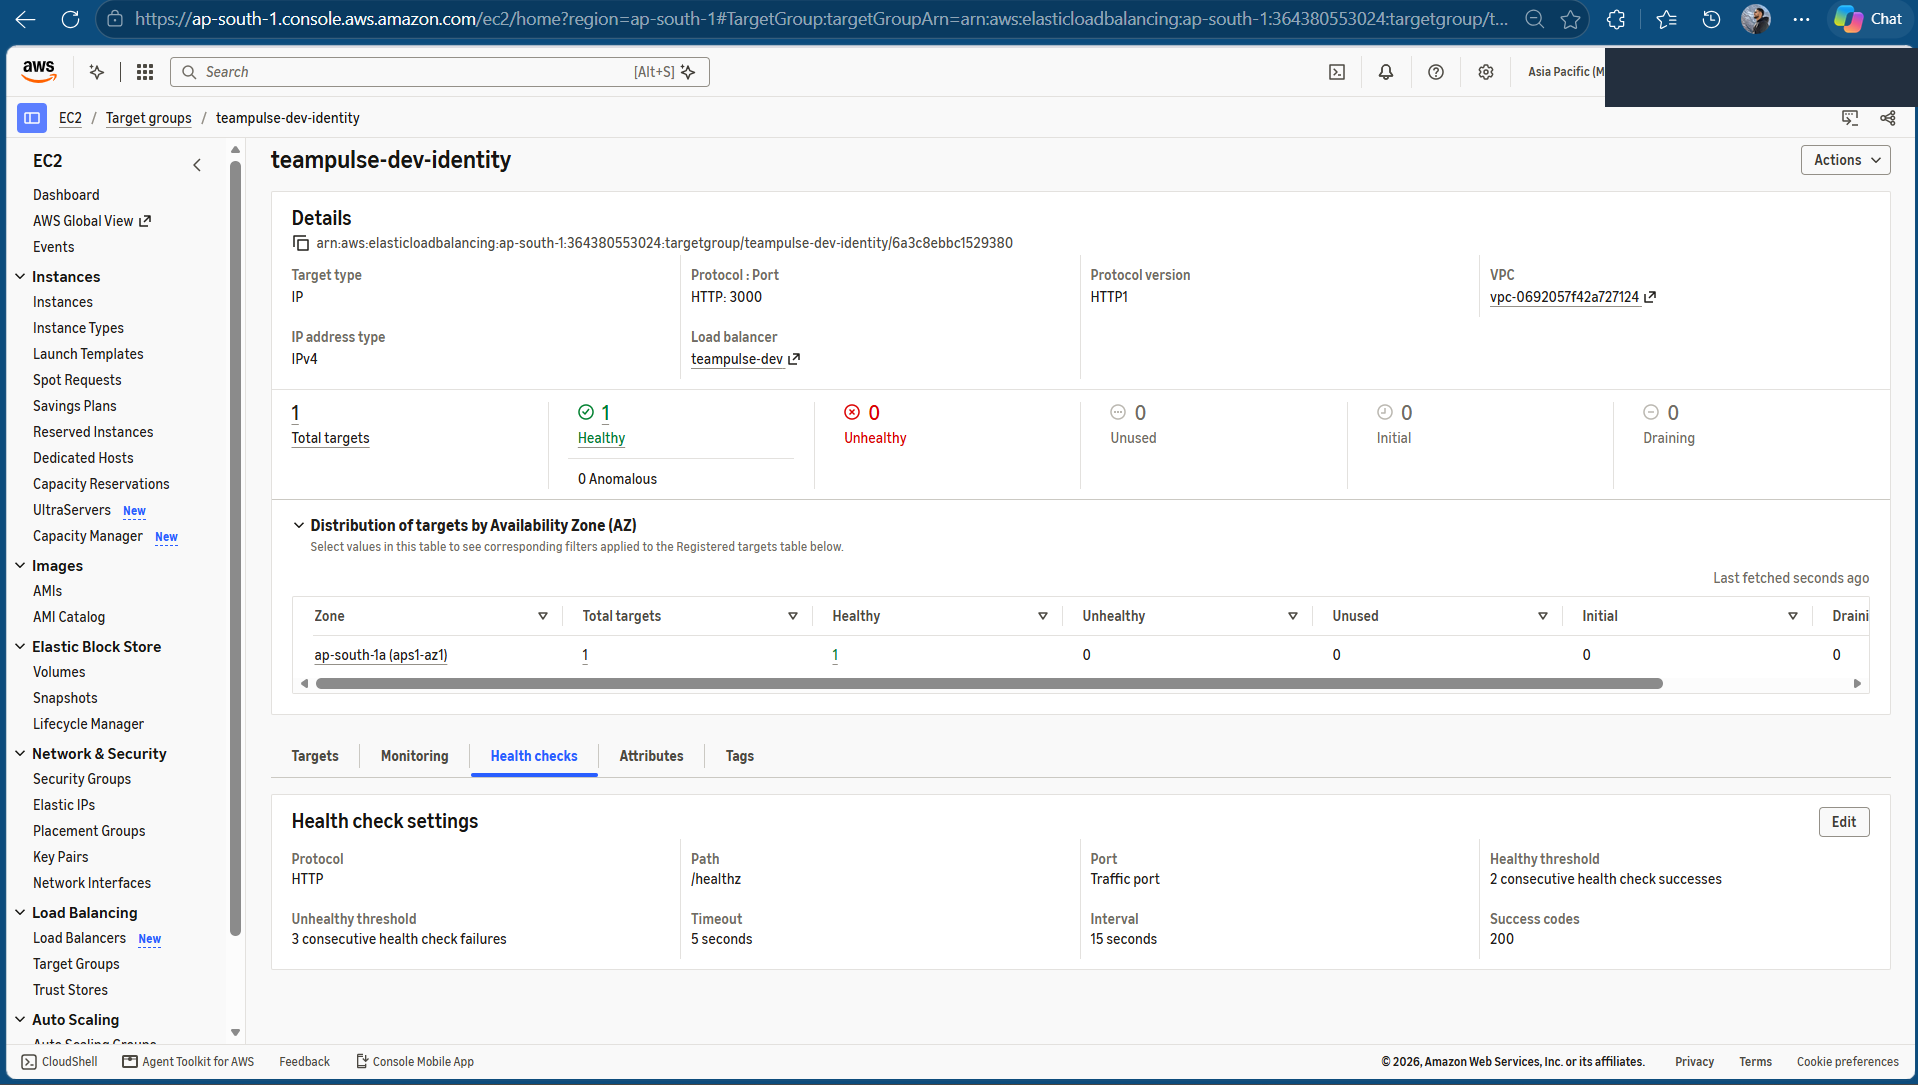 https://ap-south-1.console.aws.amazon.com/ec2/home?region=ap-south-1#TargetGroup:targetGroupArn=arn:aws:elasticloadbalancing:ap-south-1:364380553024:targetgroup/t...
Chat
aws
Search
[Alt+S]
Asia Pacific (M
EC2 / Target groups / teampulse-dev-identity
EC2
Dashboard
AWS Global View
Events
Instances
Instances
Instance Types
Launch Templates
Spot Requests
Savings Plans
Reserved Instances
Dedicated Hosts
Capacity Reservations
UltraServers New
Capacity Manager New
Images
AMIs
AMI Catalog
Elastic Block Store
Volumes
Snapshots
Lifecycle Manager
Network & Security
Security Groups
Elastic IPs
Placement Groups
Key Pairs
Network Interfaces
Load Balancing
Load Balancers New
Target Groups
Trust Stores
Auto Scaling
Auto Scaling Groups
teampulse-dev-identity
Actions
Details
arn:aws:elasticloadbalancing:ap-south-1:364380553024:targetgroup/teampulse-dev-identity/6a3c8ebbc1529380
Target type
IP
Protocol : Port
HTTP: 3000
Protocol version
HTTP1
VPC
vpc-0692057f42a727124
IP address type
IPv4
Load balancer
teampulse-dev
1
Total targets
1
Healthy
0 Anomalous
0
Unhealthy
0
Unused
0
Initial
0
Draining
Distribution of targets by Availability Zone (AZ)
Select values in this table to see corresponding filters applied to the Registered targets table below.
Last fetched seconds ago
Zone Total targets Healthy Unhealthy Unused Initial Draini
ap-south-1a (aps1-az1) 1 1 0 0 0 0
Targets Monitoring Health checks Attributes Tags
Health check settings
Edit
Protocol
HTTP
Path
/healthz
Port
Traffic port
Healthy threshold
2 consecutive health check successes
Unhealthy threshold
3 consecutive health check failures
Timeout
5 seconds
Interval
15 seconds
Success codes
200
CloudShell Agent Toolkit for AWS Feedback Console Mobile App
© 2026, Amazon Web Services, Inc. or its affiliates. Privacy Terms Cookie preferences